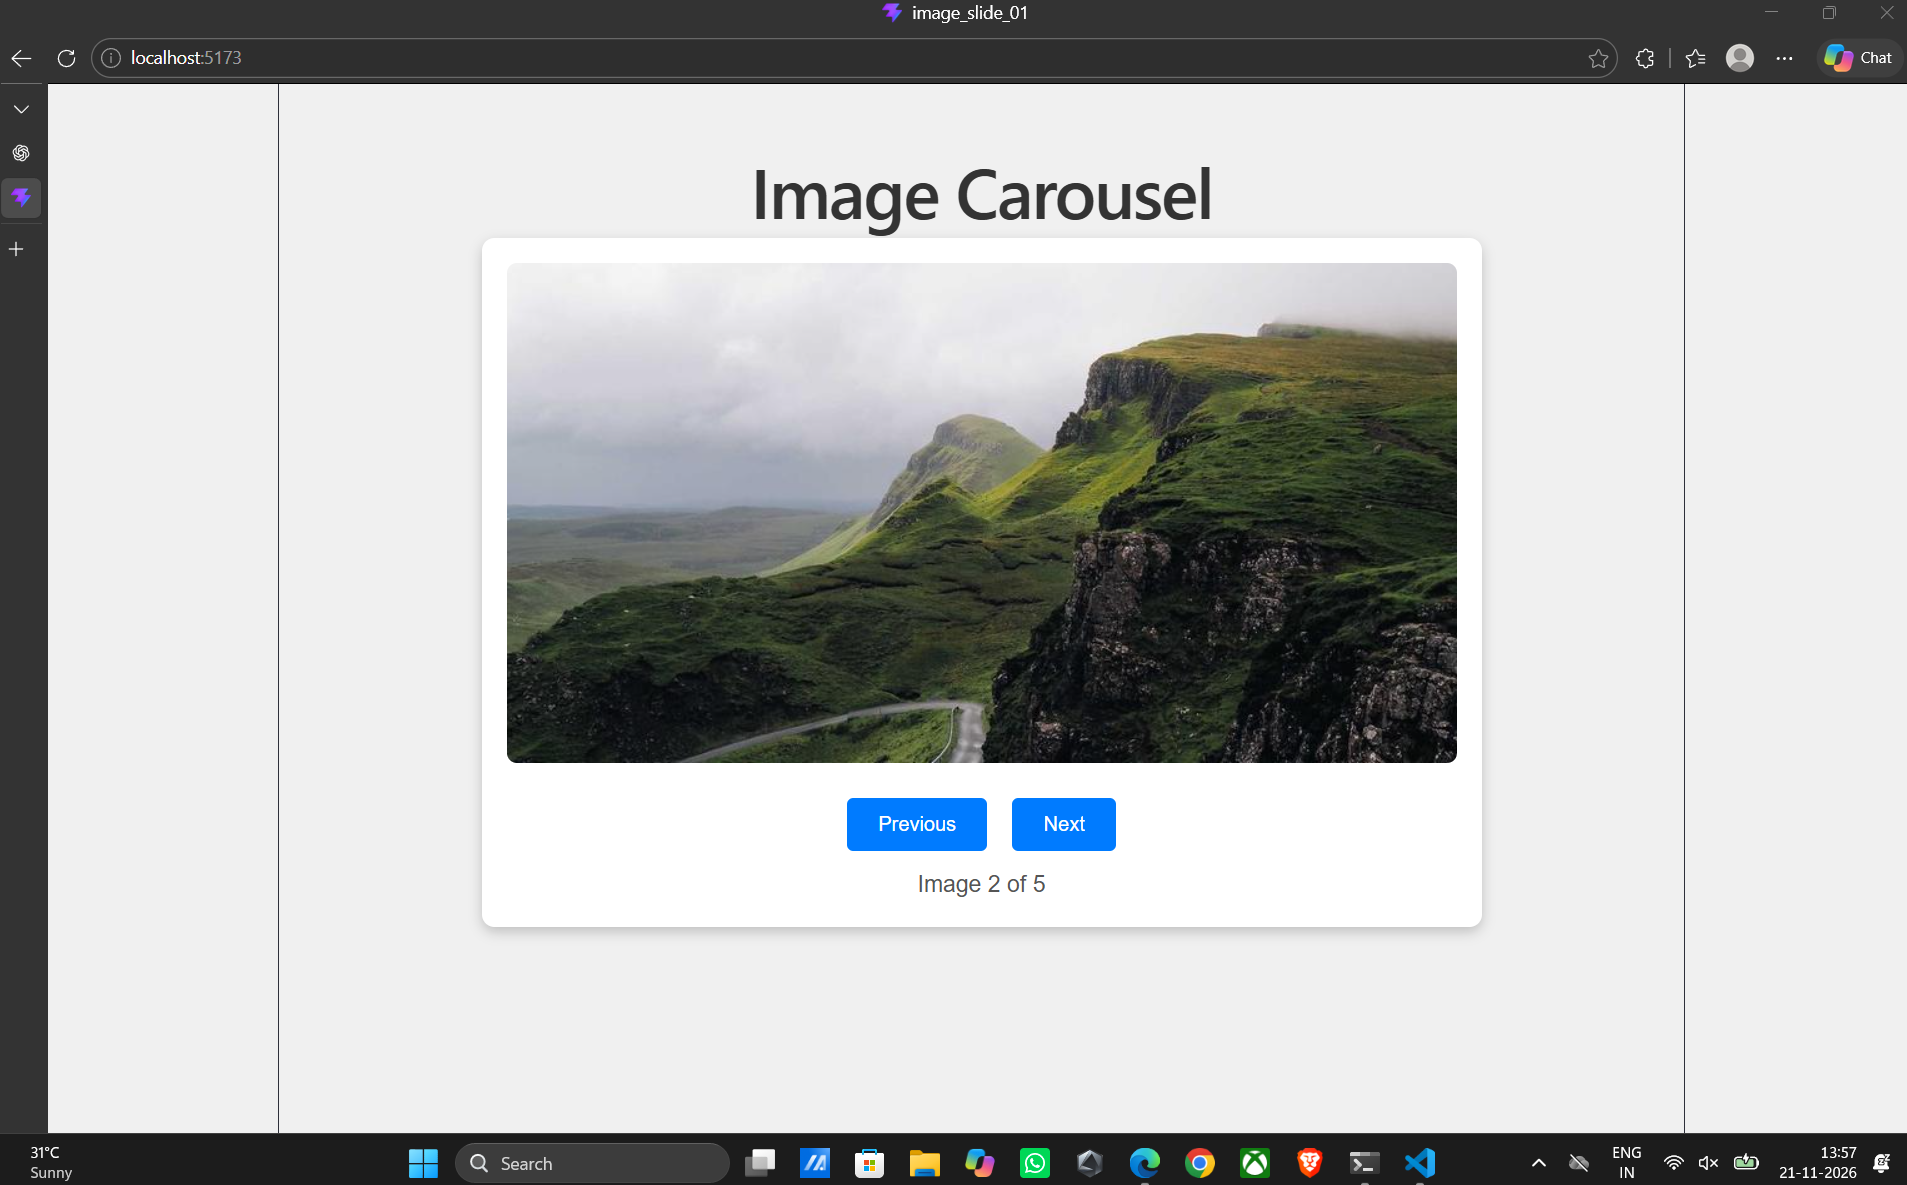 image_slide_01
localhost:5173
Chat
Image Carousel
Previous
Next
Image 2 of 5
31°C
Sunny
Search
ENG
IN
13:57
21-11-2026